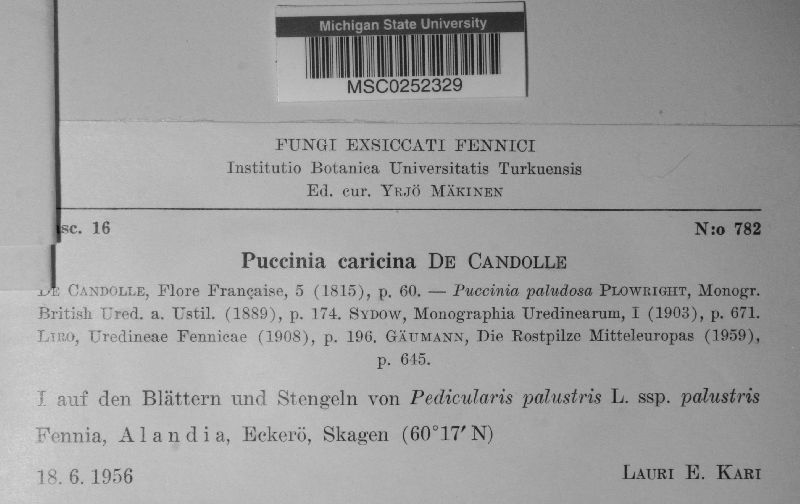 Michigan State University
MSC0252329
FUNGI EXSICCATI FENNICI
Institutio Botanica Universitatis Turkuensis
Ed. cur. YRJÖ MÄKINEN
sc. 16 N:o 782
Puccinia caricina DE CANDOLLE
DE CANDOLLE, Flore Française, 5 (1815), p. 60. — Puccinia paludosa PLOWRIGHT, Monogr.
British Ured. a. Ustil. (1889), p. 174. SYDOW, Monographia Uredinearum, I (1903), p. 671.
LIRO, Uredineae Fennicae (1908), p. 196. GÄUMANN, Die Rostpilze Mitteleuropas (1959),
p. 645.
I auf den Blättern und Stengeln von Pedicularis palustris L. ssp. palustris
Fennia, Alandia, Eckerö, Skagen (60°17′ N)
18. 6. 1956 LAURI E. KARI